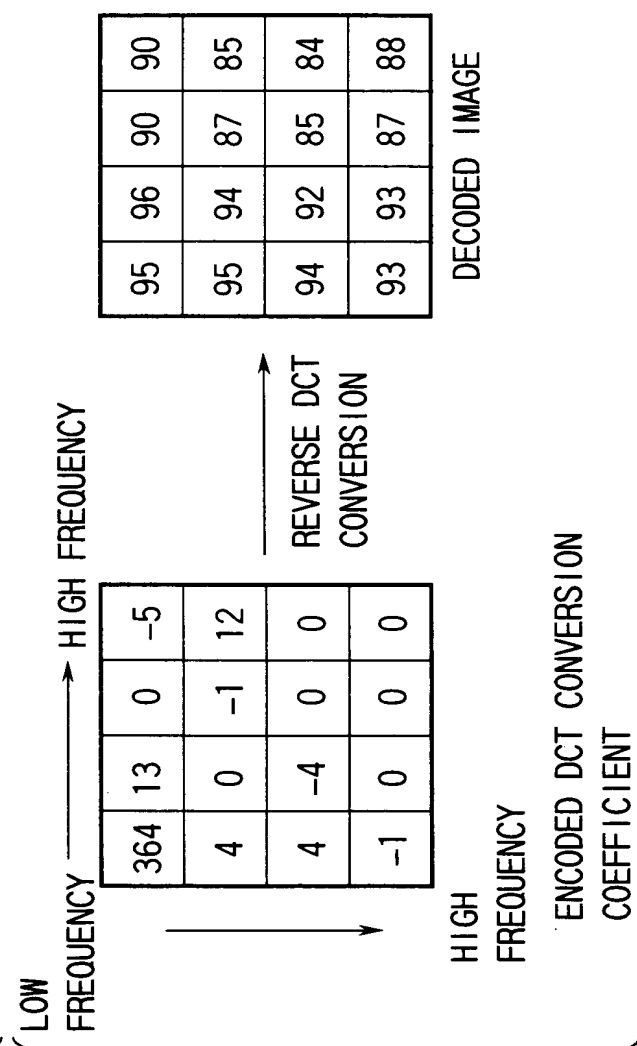 LOW
FREQUENCY
HIGH FREQUENCY
364 13 0 -5
4 0 -1 12
4 -4 0 0
-1 0 0 0
HIGH
FREQUENCY
ENCODED DCT CONVERSION
COEFFICIENT
REVERSE DCT
CONVERSION
95 96 90 90
95 94 87 85
94 92 85 84
93 93 87 88
DECODED IMAGE